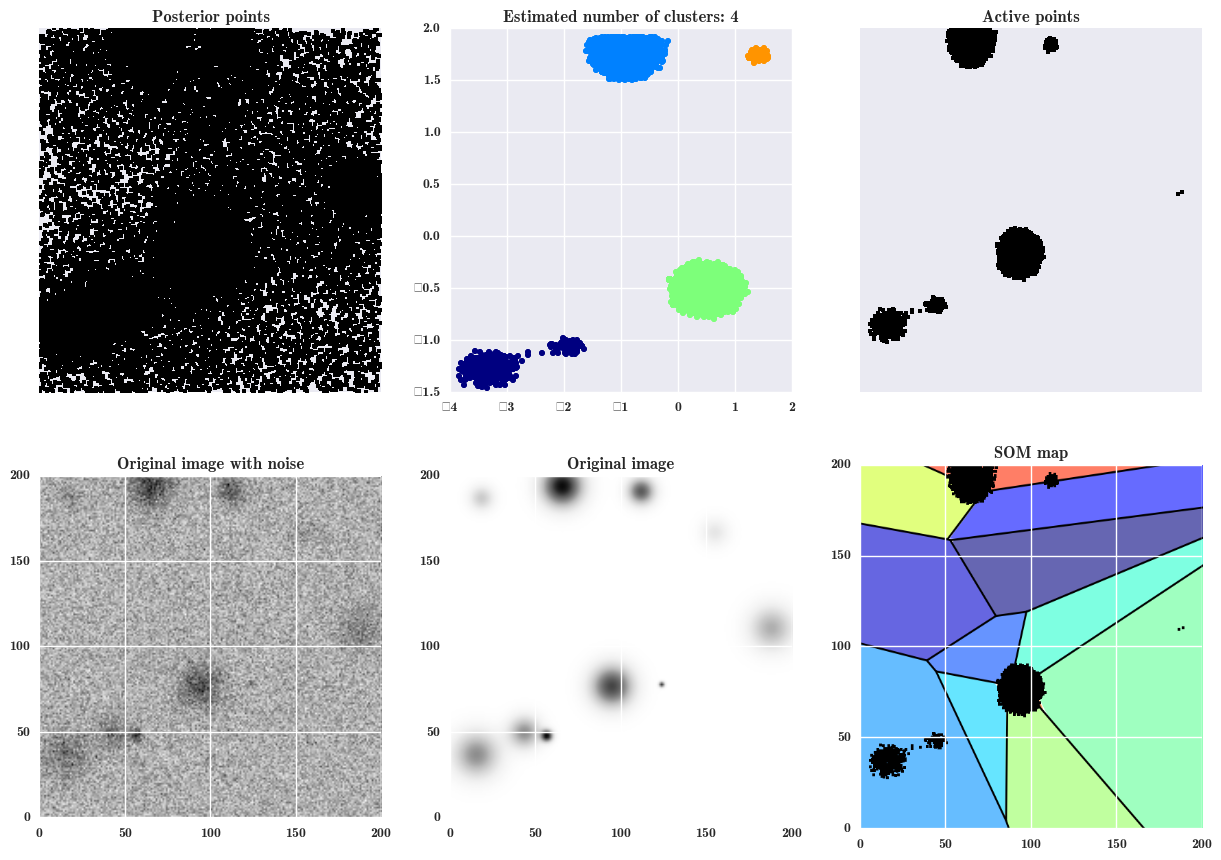 Posterior points
Estimated number of clusters: 4
Active points
2.0
1.5
1.0
0.5
0.0
□0.5
□1.0
□1.5
□4 □3 □2 □1 0 1 2
Original image with noise
Original image
SOM map
200
150
100
50
0
0 50 100 150 200
200
150
100
50
0
0 50 100 150 200
200
150
100
50
0
0 50 100 150 200